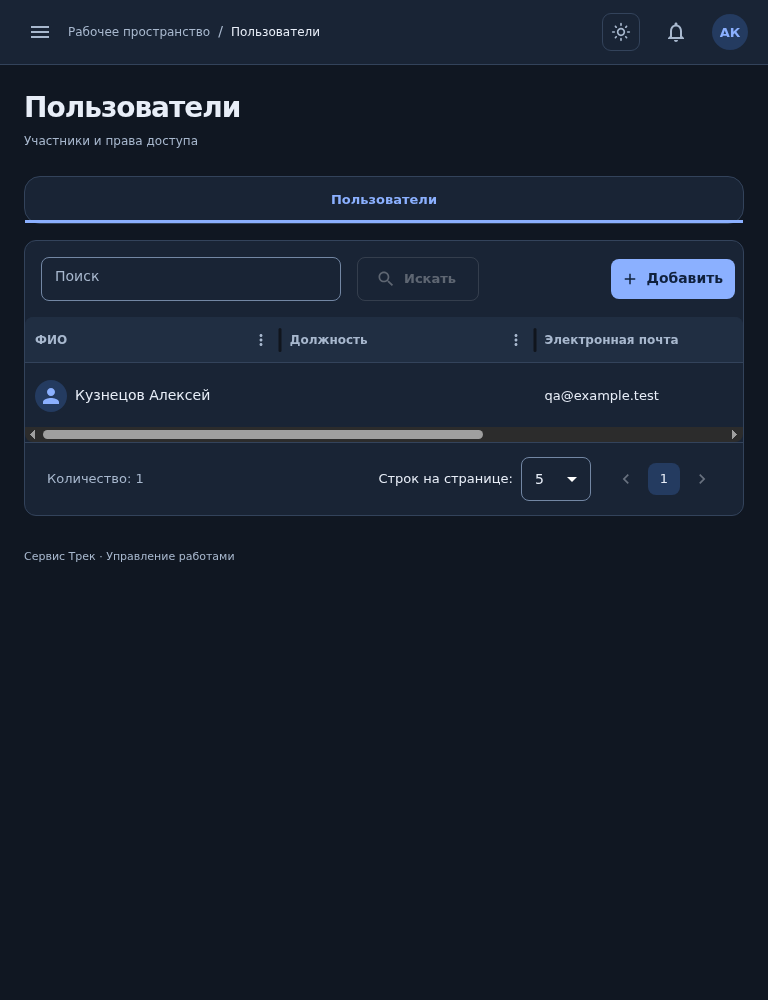 Рабочее пространство / Пользователи
АК
Пользователи
Участники и права доступа
Пользователи
Поиск
Искать
Добавить
ФИО
Должность
Электронная почта
Кузнецов Алексей
qa@example.test
Количество: 1
Строк на странице:
5
1
Сервис Трек · Управление работами